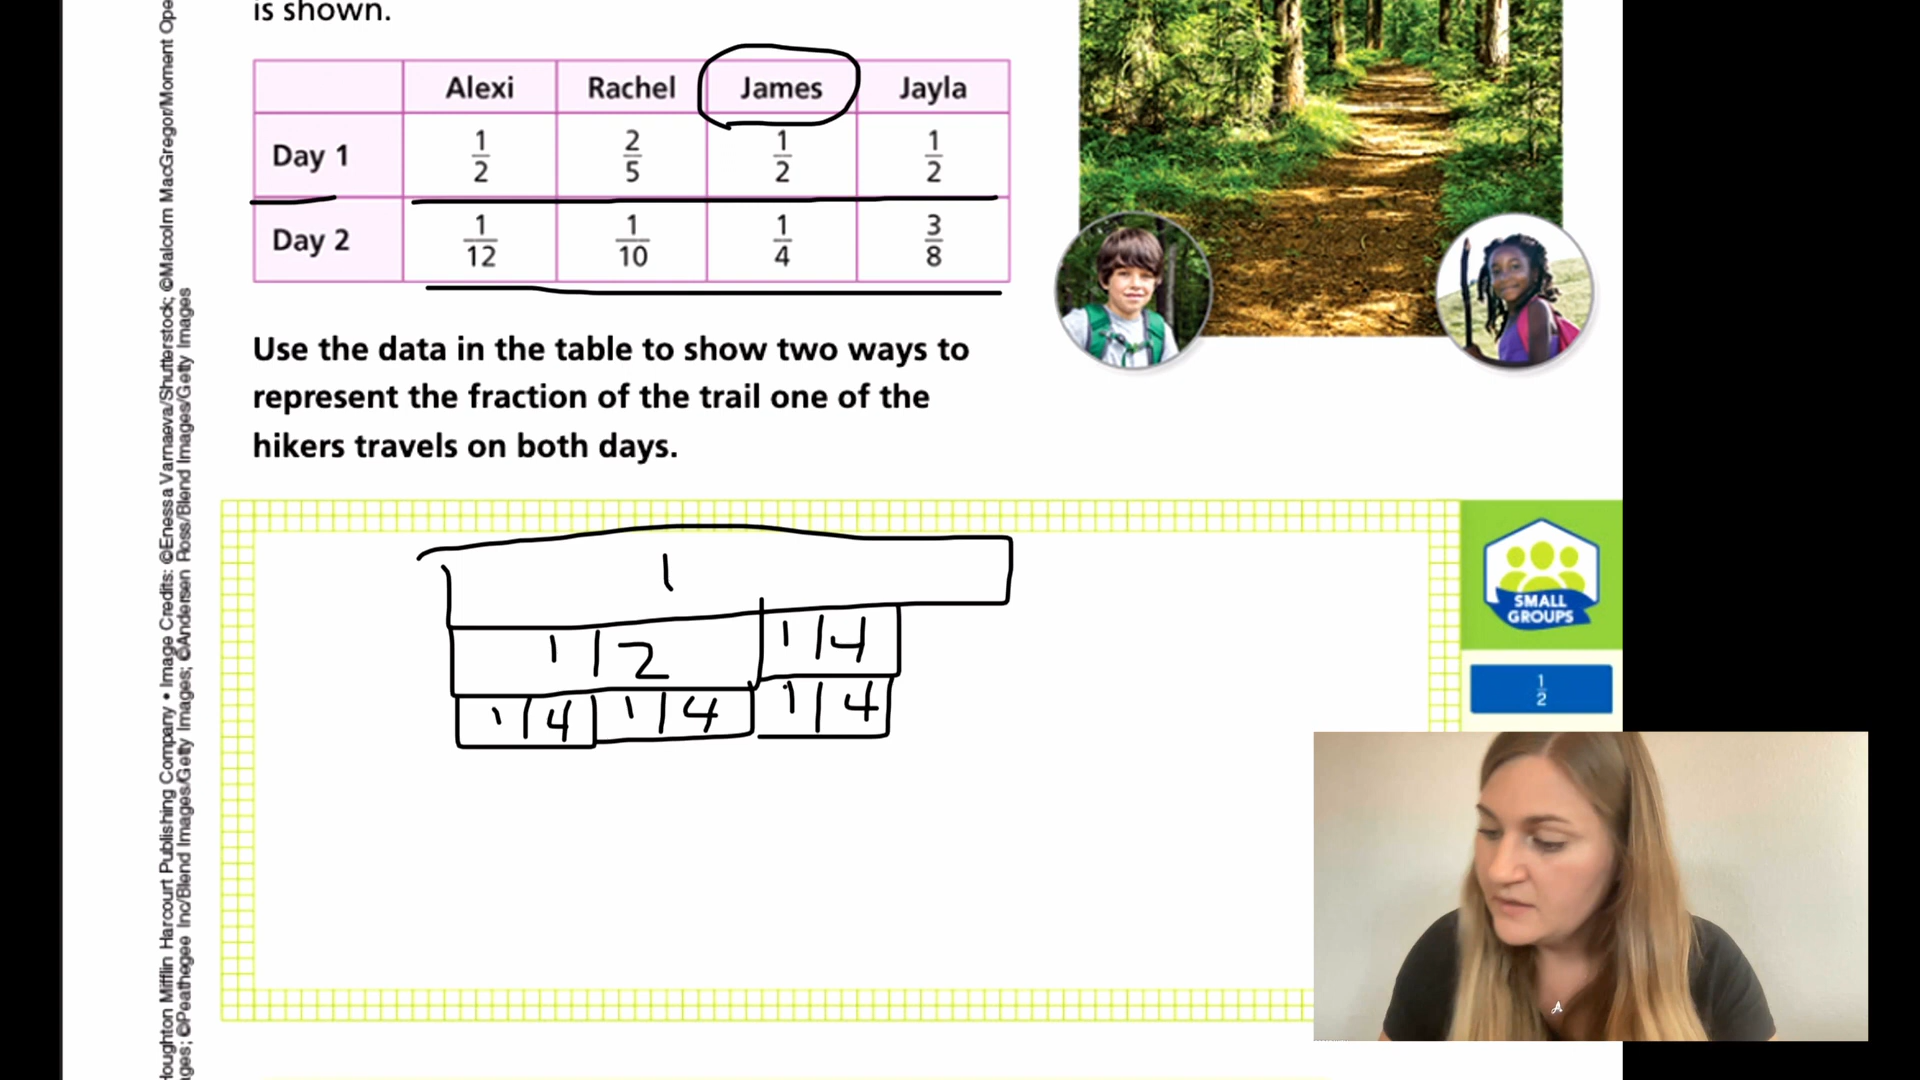 is shown.
Alexi Rachel James Jayla
Day 1 1/2 2/5 1/2 1/2
Day 2 1/12 1/10 1/4 3/8
Use the data in the table to show two ways to
represent the fraction of the trail one of the
hikers travels on both days.
1
1/2 1/4
1/4 1/4 1/4
SMALL
GROUPS
1/2
Houghton Mifflin Harcourt Publishing Company • Image Credits: ©Enessa Varnaeva/Shutterstock; ©Malcolm MacGregor/Moment Ope
ages; ©Peathegee Inc/Blend Images/Getty Images; ©Andersen Ross/Blend Images/Getty Images